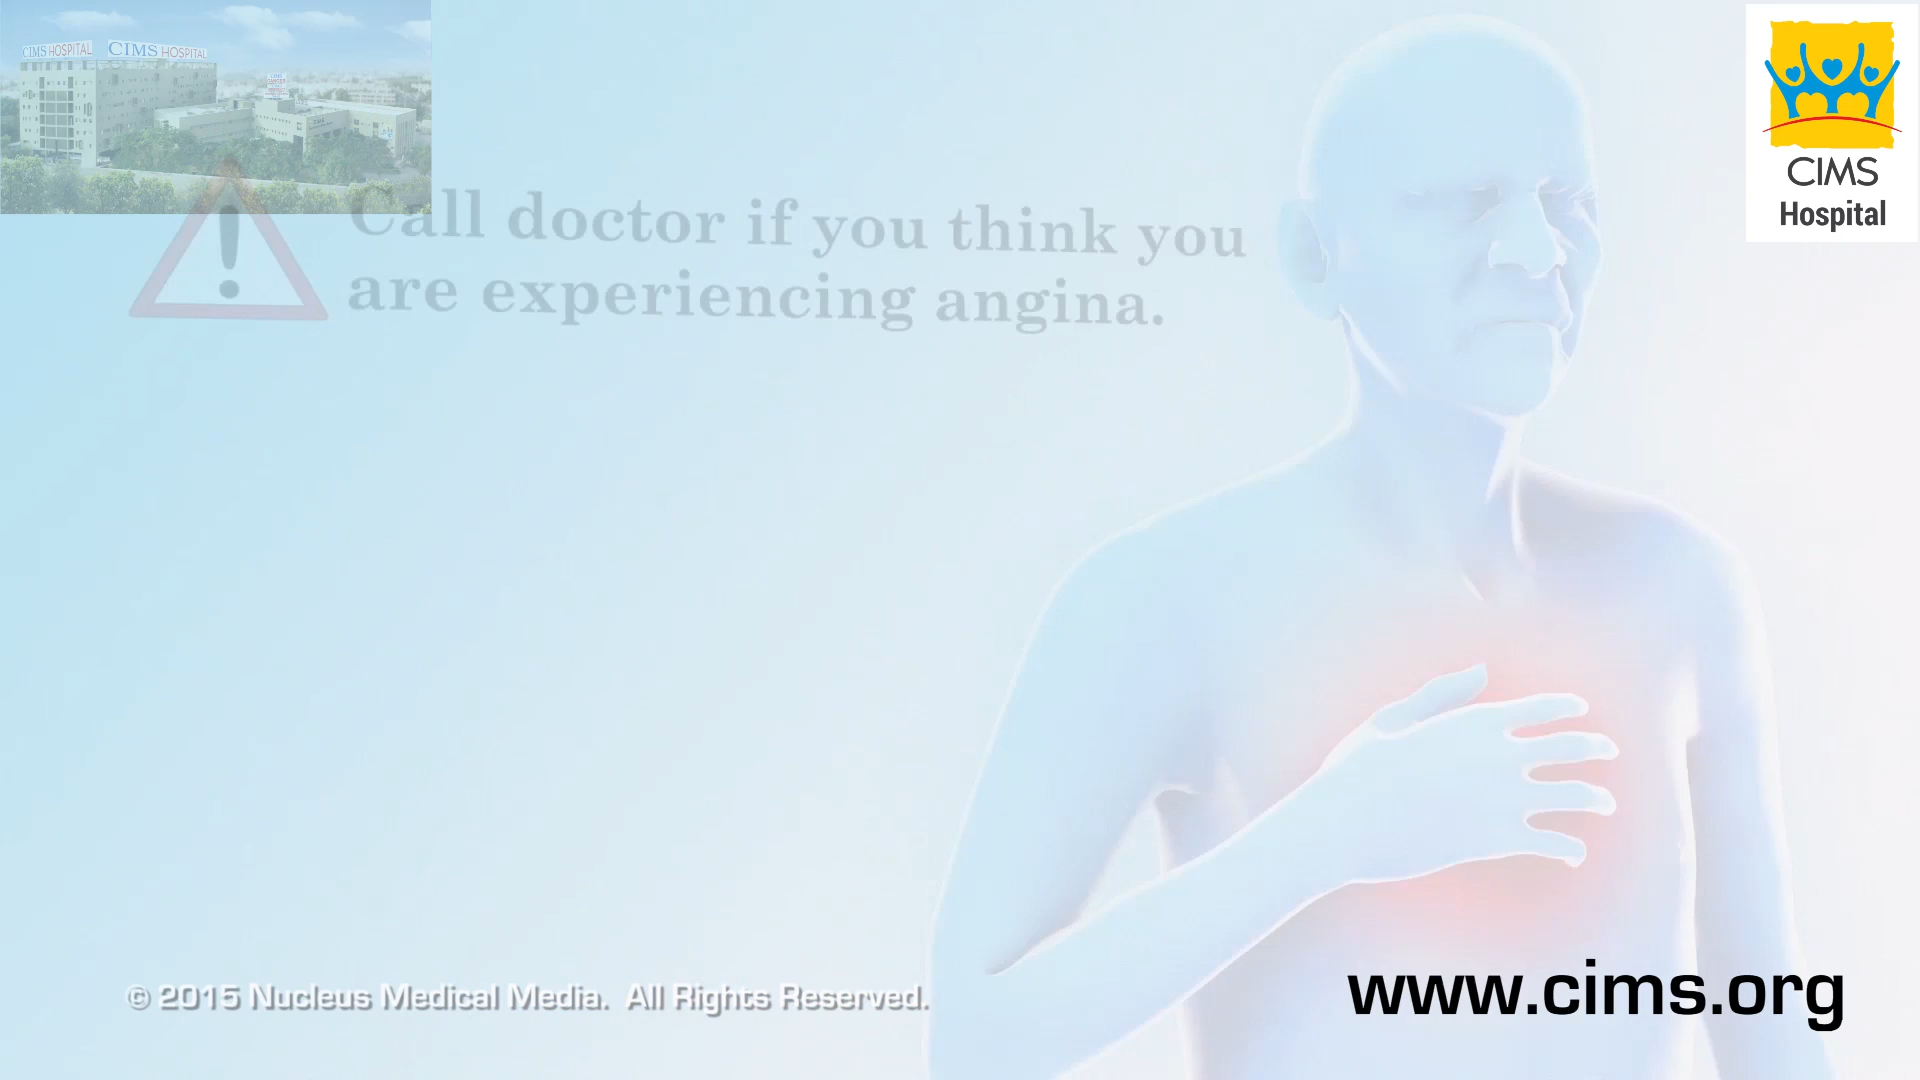 CIMS HOSPITAL CIMS HOSPITAL
CIMS
Hospital
Call doctor if you think you
are experiencing angina.
© 2015 Nucleus Medical Media. All Rights Reserved.
www.cims.org